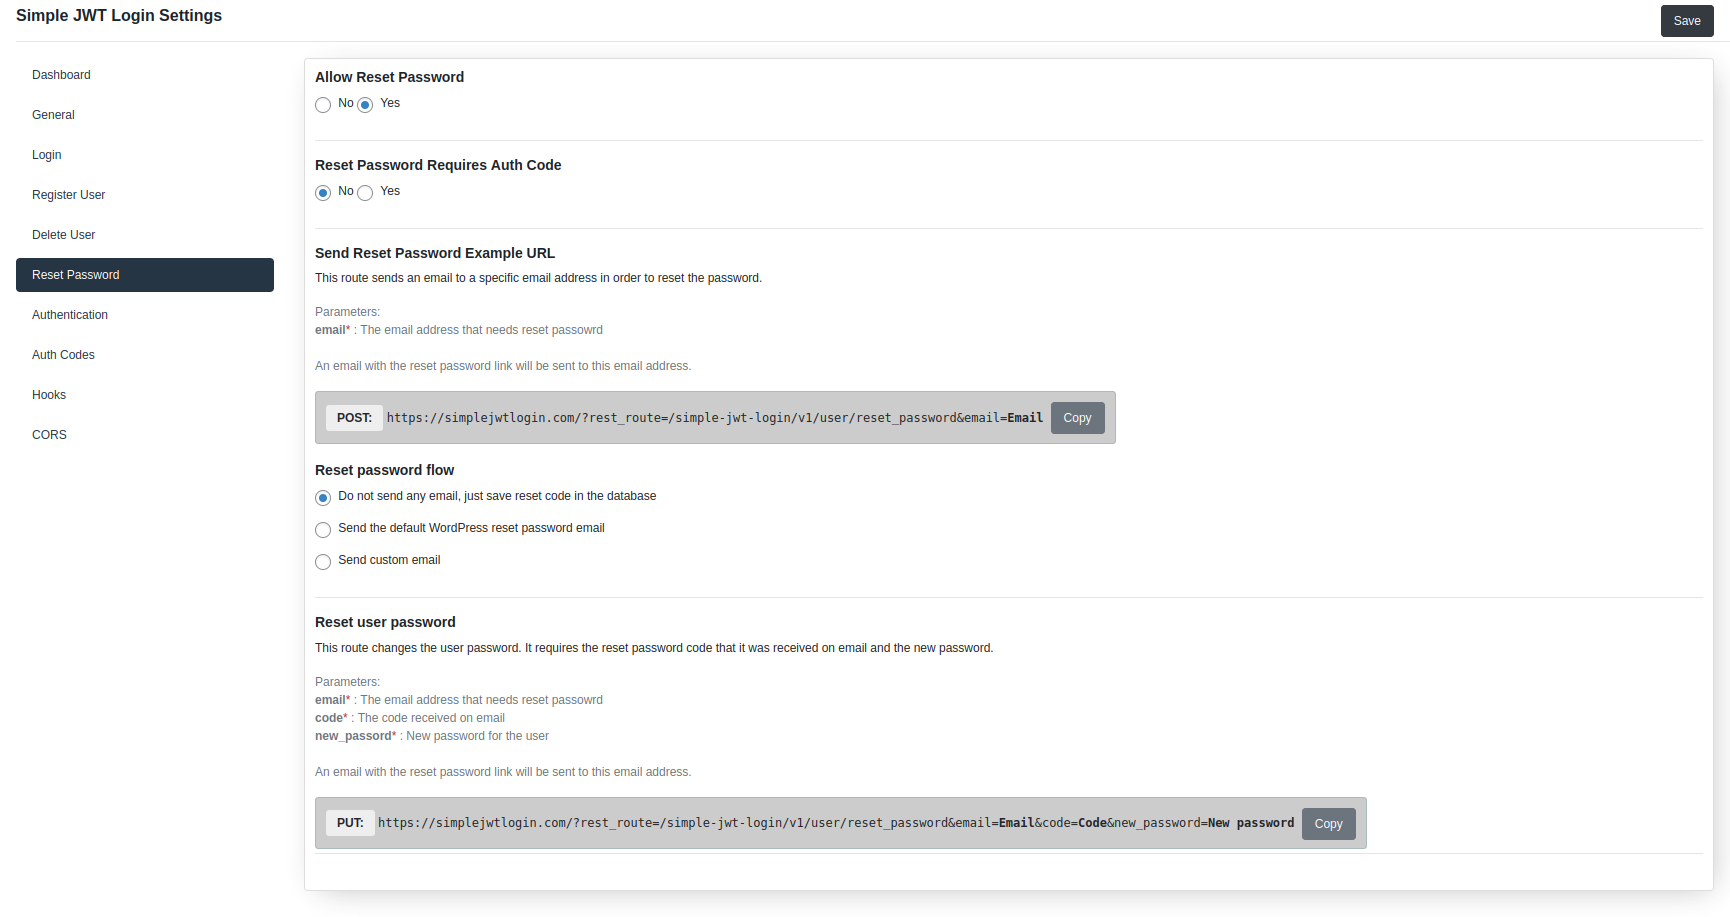 Simple JWT Login Settings
Save
Dashboard
General
Login
Register User
Delete User
Reset Password
Authentication
Auth Codes
Hooks
CORS
Allow Reset Password
No Yes
Reset Password Requires Auth Code
No Yes
Send Reset Password Example URL
This route sends an email to a specific email address in order to reset the password.
Parameters:
email* : The email address that needs reset passowrd
An email with the reset password link will be sent to this email address.
POST: https://simplejwtlogin.com/?rest_route=/simple-jwt-login/v1/user/reset_password&email=Email Copy
Reset password flow
Do not send any email, just save reset code in the database
Send the default WordPress reset password email
Send custom email
Reset user password
This route changes the user password. It requires the reset password code that it was received on email and the new password.
Parameters:
email* : The email address that needs reset passowrd
code* : The code received on email
new_passord* : New password for the user
An email with the reset password link will be sent to this email address.
PUT: https://simplejwtlogin.com/?rest_route=/simple-jwt-login/v1/user/reset_password&email=Email&code=Code&new_password=New password Copy